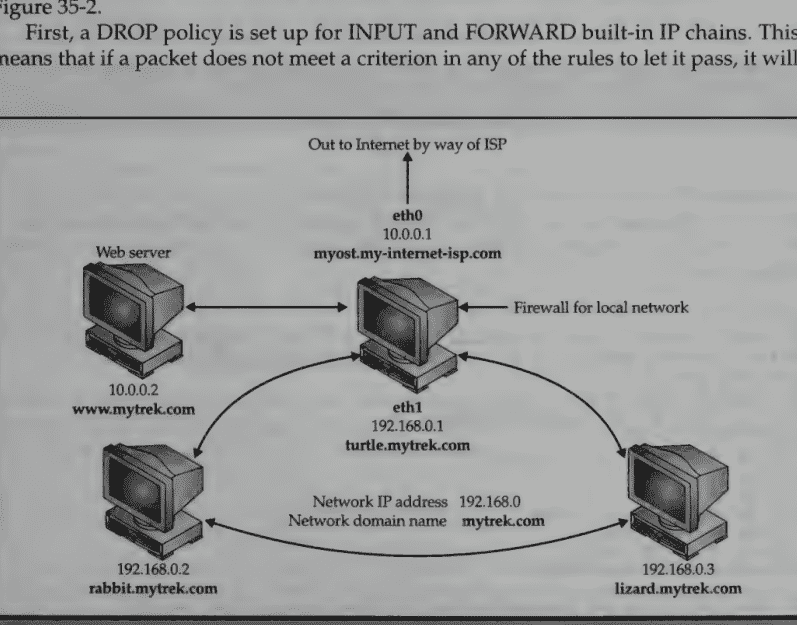 Figure 35-2.
First, a DROP policy is set up for INPUT and FORWARD built-in IP chains. This
means that if a packet does not meet a criterion in any of the rules to let it pass, it will
Out to Internet by way of ISP
eth0
10.0.0.1
myost.my-internet-isp.com
Web server
Firewall for local network
10.0.0.2
www.mytrek.com
eth1
192.168.0.1
turtle.mytrek.com
Network IP address 192.168.0
Network domain name mytrek.com
192.168.0.2
rabbit.mytrek.com
192.168.0.3
lizard.mytrek.com